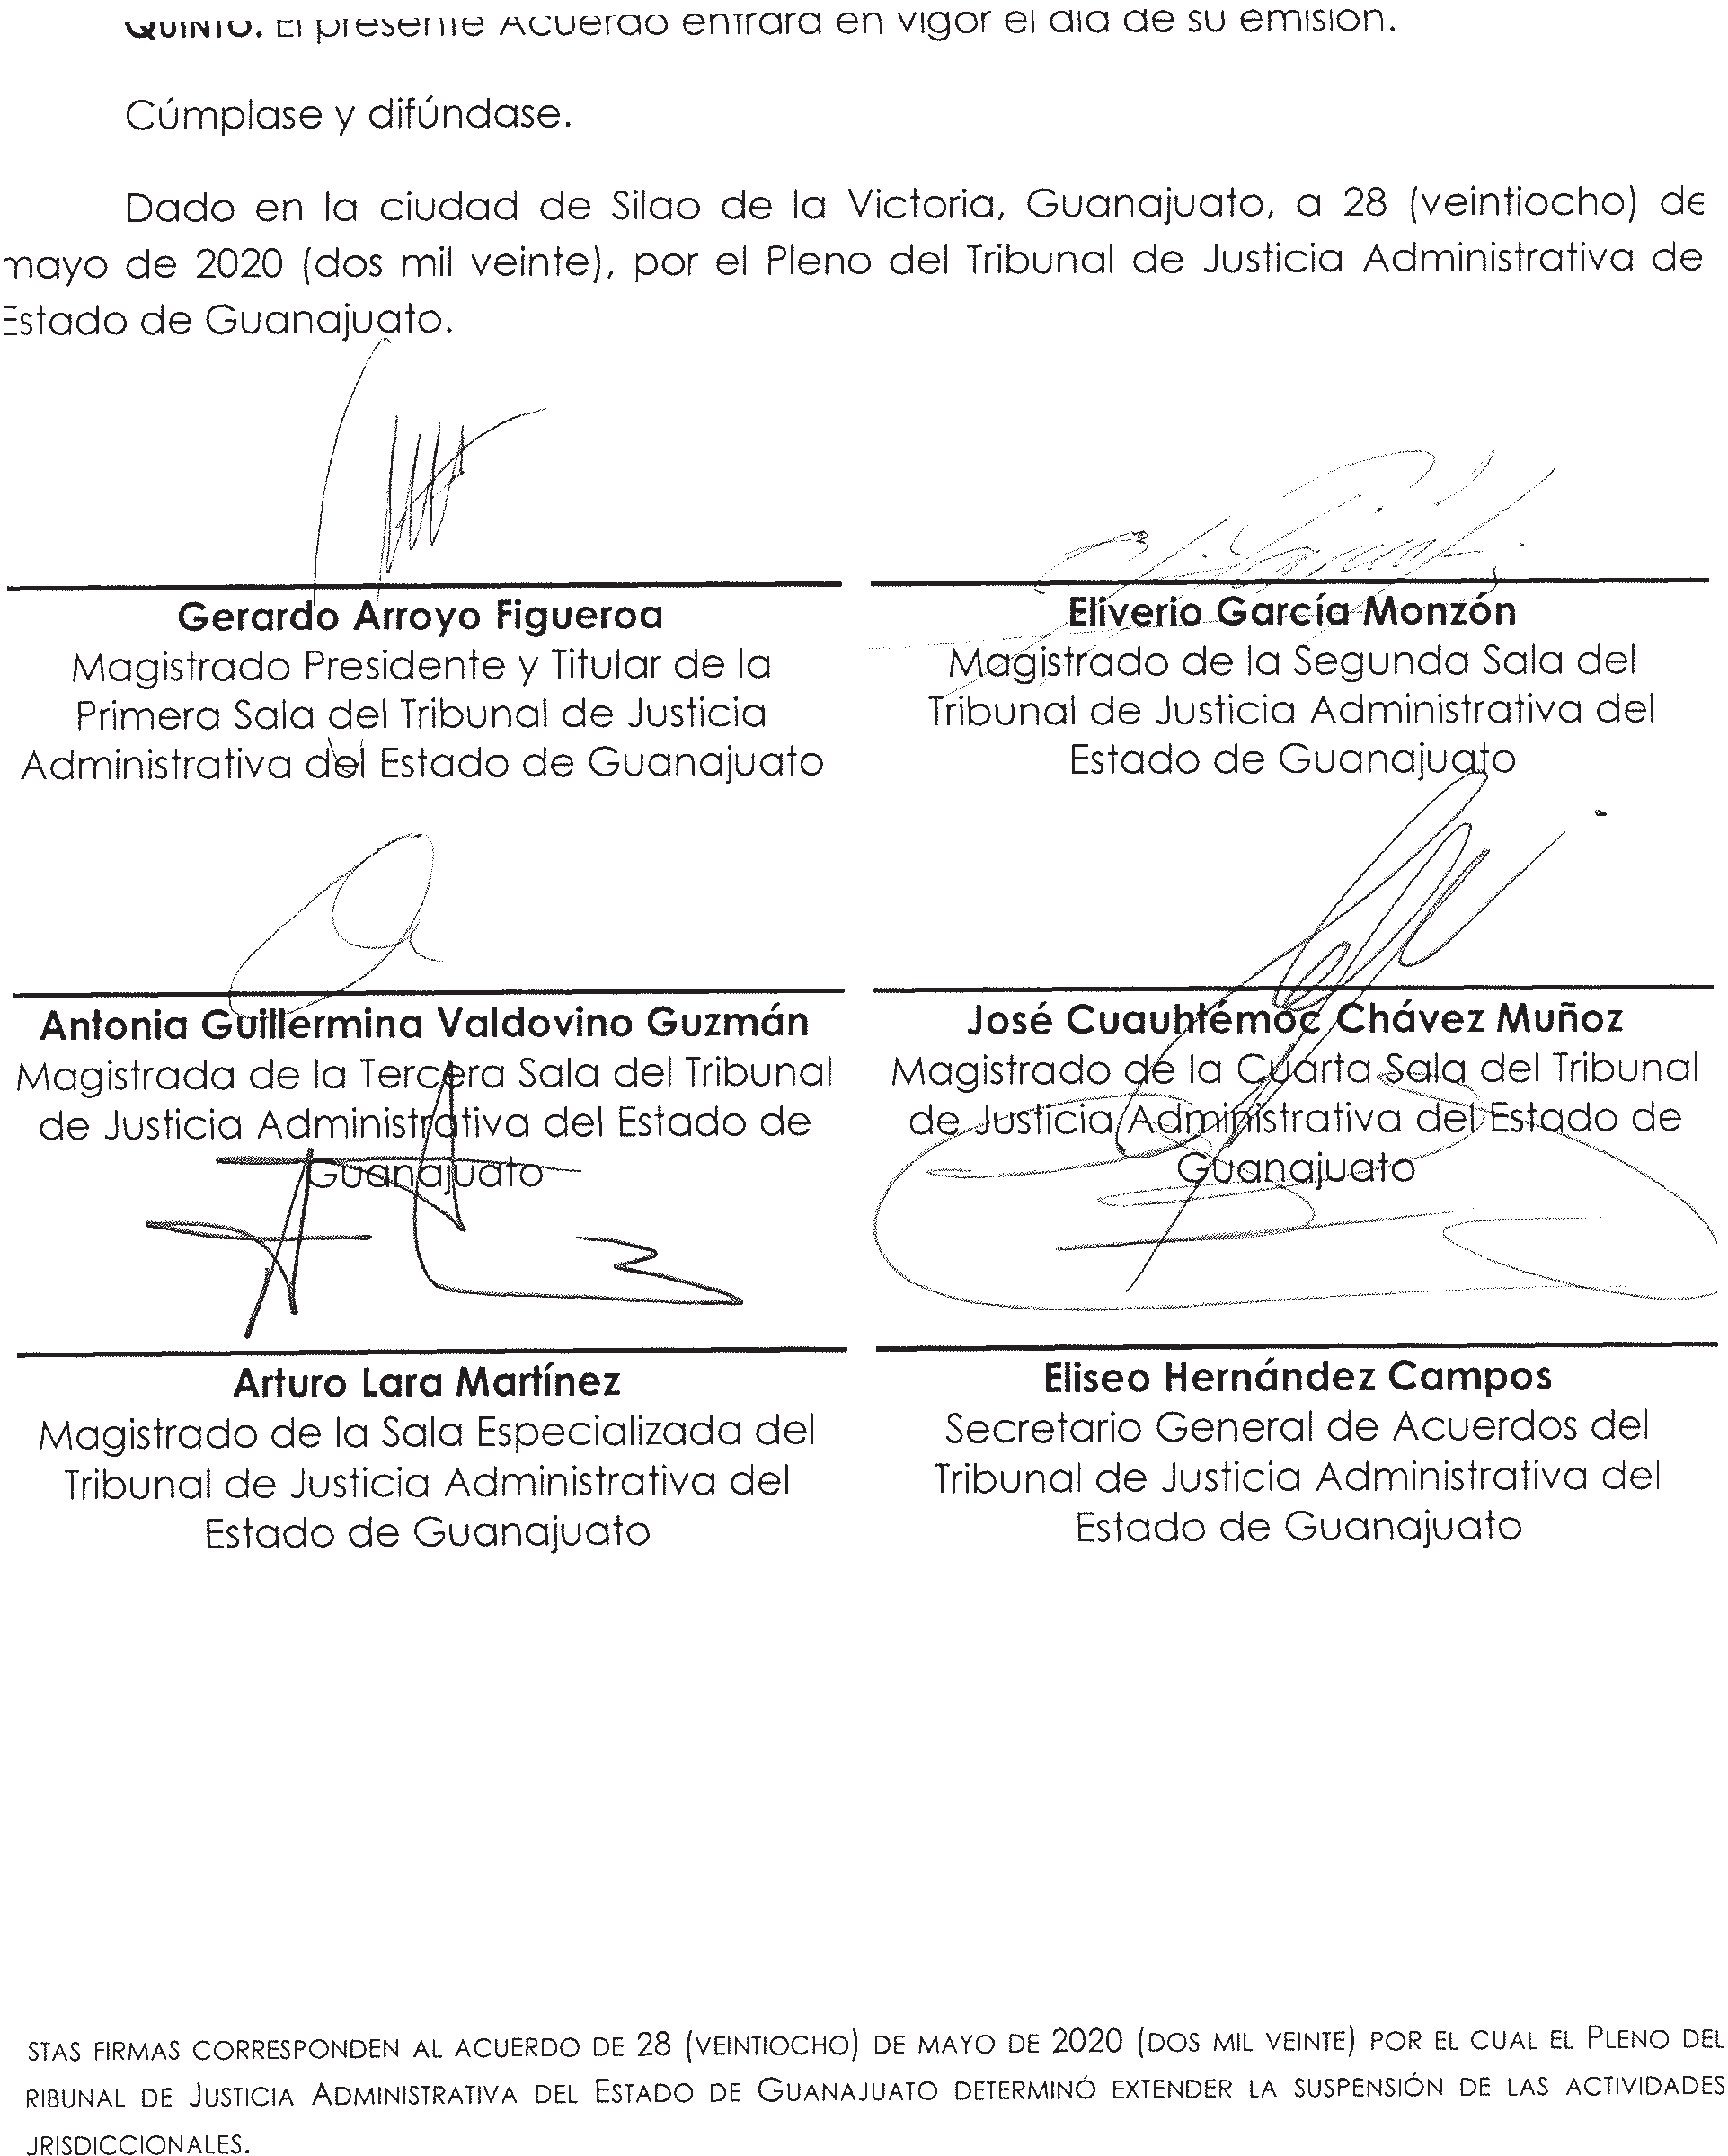 QUINTO. El presente Acuerdo entrará en vigor el día de su emisión.
Cúmplase y difúndase.
Dado en la ciudad de Silao de la Victoria, Guanajuato, a 28 (veintiocho) de
mayo de 2020 (dos mil veinte), por el Pleno del Tribunal de Justicia Administrativa de
Estado de Guanajuato.
Gerardo Arroyo Figueroa
Magistrado Presidente y Titular de la
Primera Sala del Tribunal de Justicia
Administrativa del Estado de Guanajuato
Eliverio García Monzón
Magistrado de la Segunda Sala del
Tribunal de Justicia Administrativa del
Estado de Guanajuato
Antonia Guillermina Valdovino Guzmán
Magistrada de la Tercera Sala del Tribunal
de Justicia Administrativa del Estado de
Guanajuato
José Cuauhtémoc Chávez Muñoz
Magistrado de la Cuarta Sala del Tribunal
de Justicia Administrativa del Estado de
Guanajuato
Arturo Lara Martínez
Magistrado de la Sala Especializada del
Tribunal de Justicia Administrativa del
Estado de Guanajuato
Eliseo Hernández Campos
Secretario General de Acuerdos del
Tribunal de Justicia Administrativa del
Estado de Guanajuato
STAS FIRMAS CORRESPONDEN AL ACUERDO DE 28 (VEINTIOCHO) DE MAYO DE 2020 (DOS MIL VEINTE) POR EL CUAL EL PLENO DEL
RIBUNAL DE JUSTICIA ADMINISTRATIVA DEL ESTADO DE GUANAJUATO DETERMINÓ EXTENDER LA SUSPENSIÓN DE LAS ACTIVIDADES
JRISDICCIONALES.